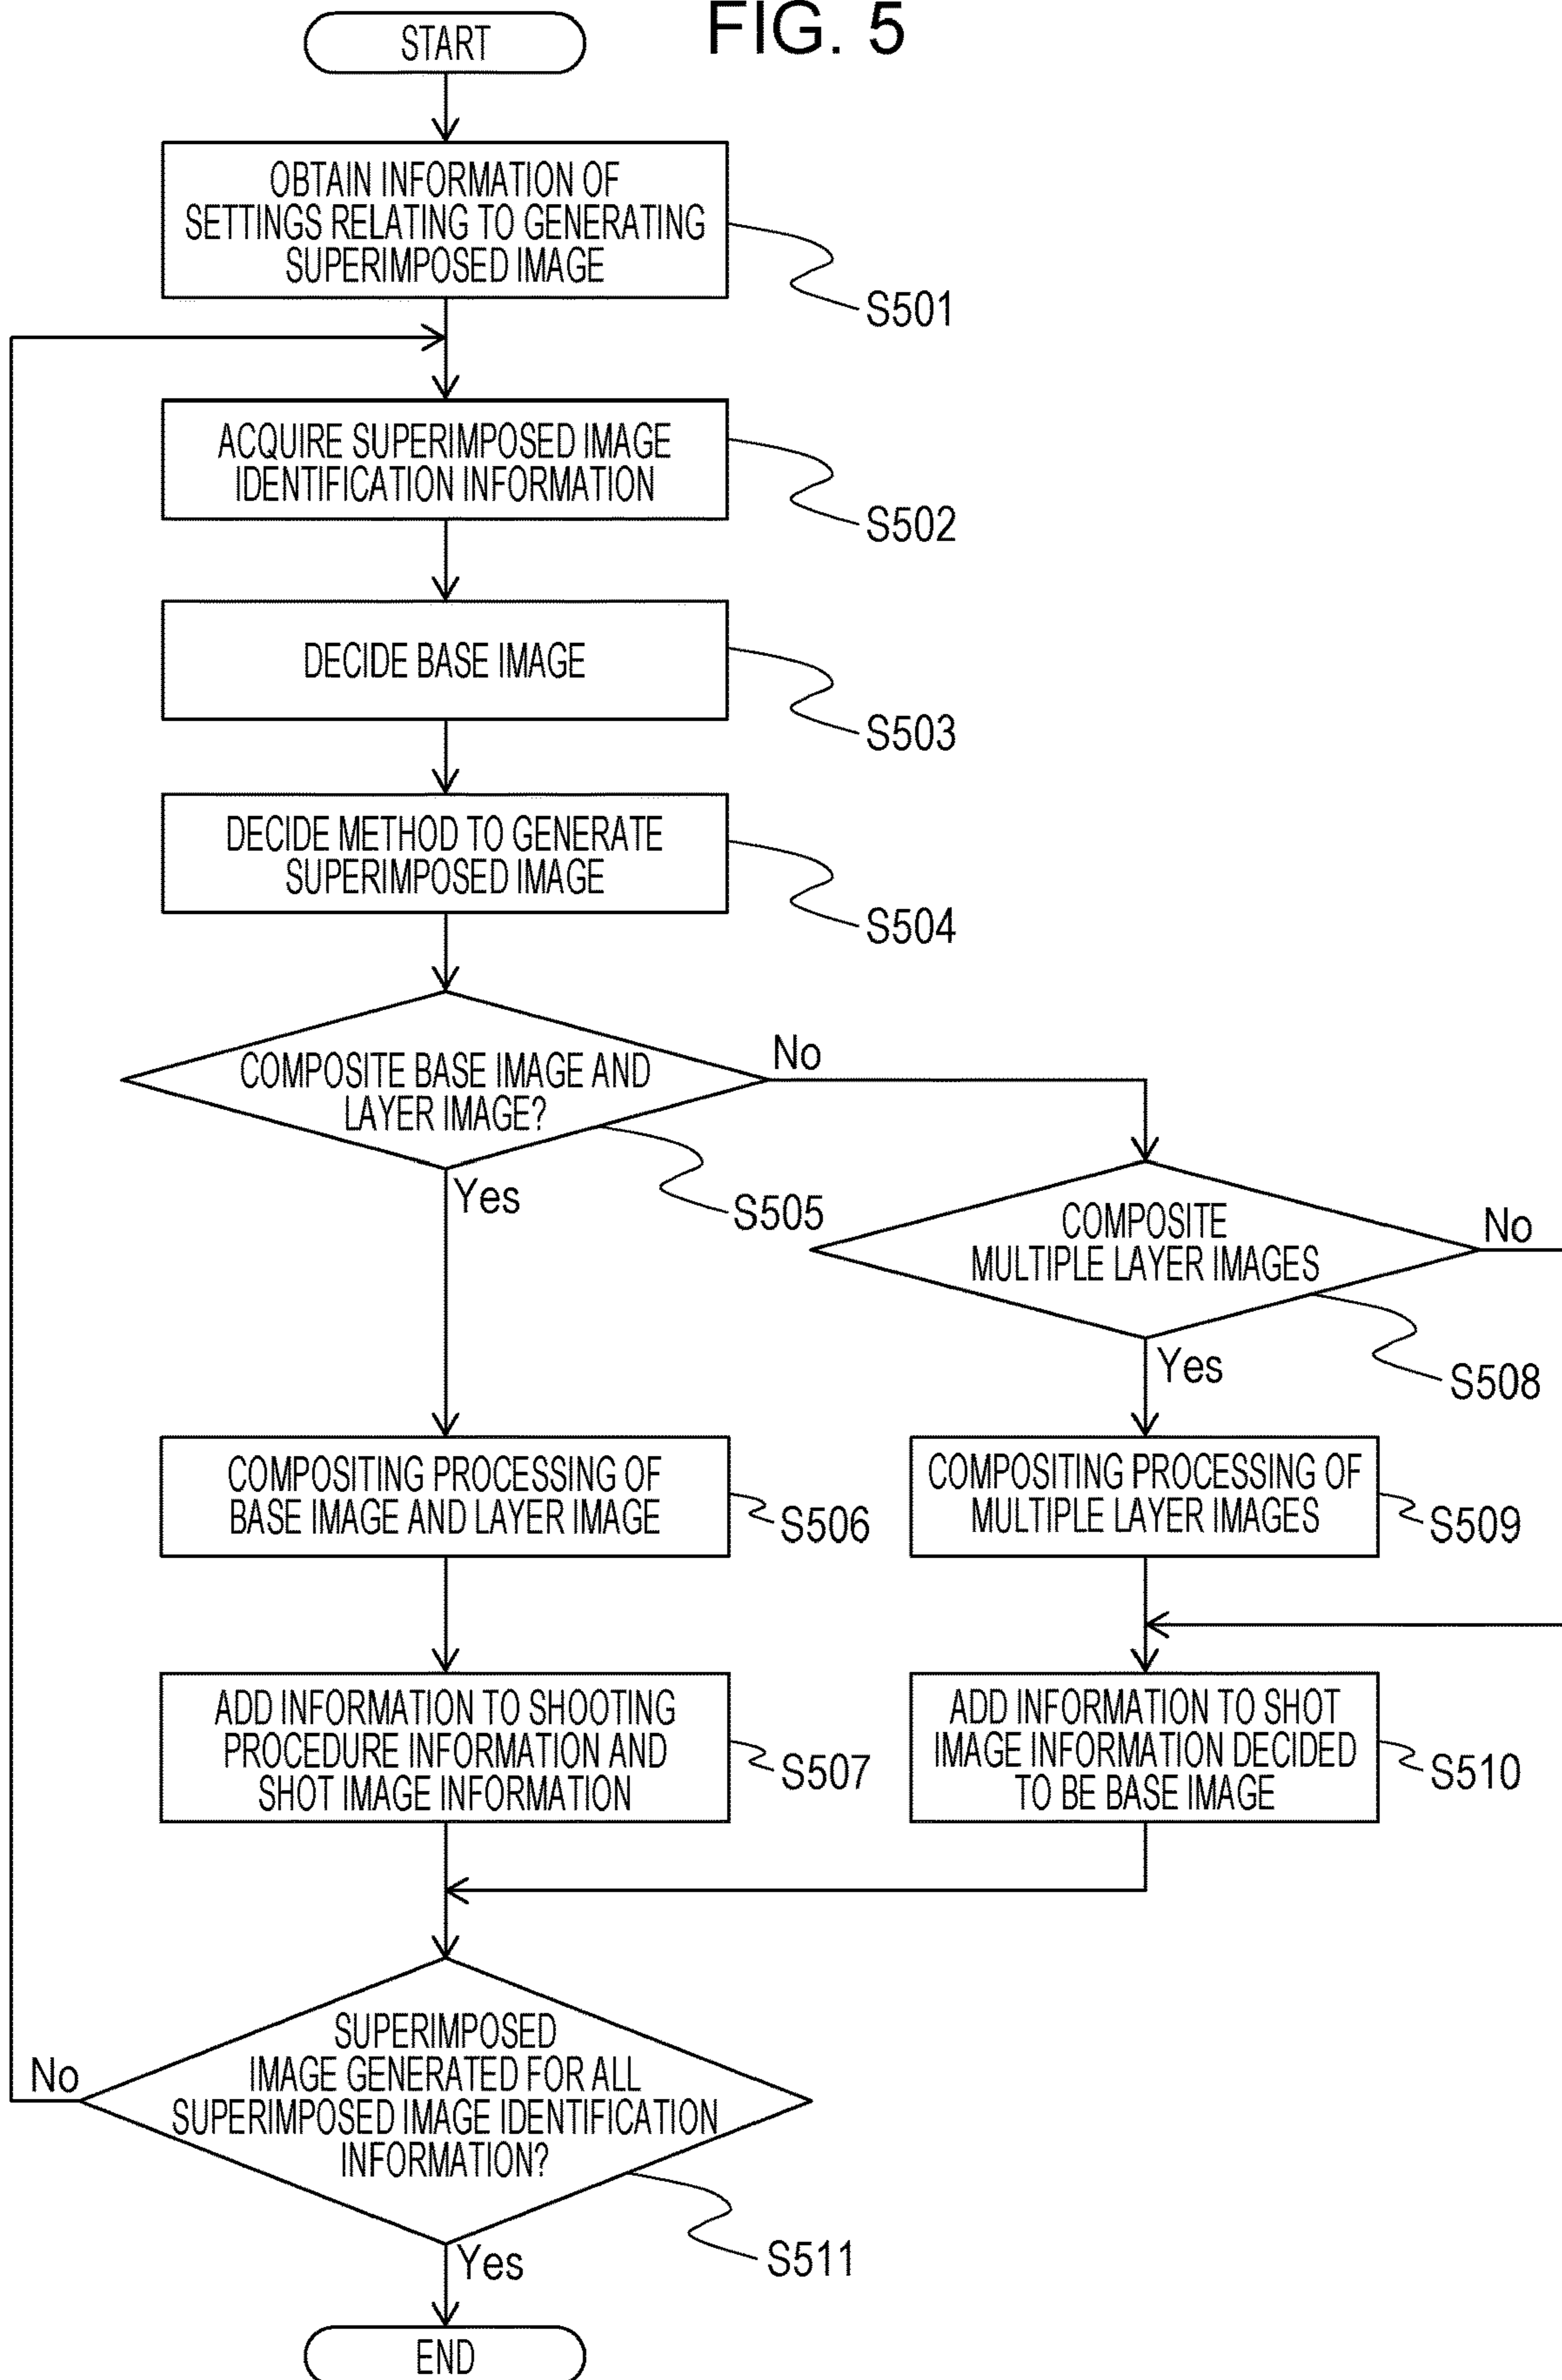 FIG. 5
START
OBTAIN INFORMATION OF
SETTINGS RELATING TO GENERATING
SUPERIMPOSED IMAGE
S501
ACQUIRE SUPERIMPOSED IMAGE
IDENTIFICATION INFORMATION
S502
DECIDE BASE IMAGE
S503
DECIDE METHOD TO GENERATE
SUPERIMPOSED IMAGE
S504
COMPOSITE BASE IMAGE AND
LAYER IMAGE?
No
Yes
S505
COMPOSITE
MULTIPLE LAYER IMAGES
No
Yes
S508
COMPOSITING PROCESSING OF
BASE IMAGE AND LAYER IMAGE
S506
COMPOSITING PROCESSING OF
MULTIPLE LAYER IMAGES
S509
ADD INFORMATION TO SHOOTING
PROCEDURE INFORMATION AND
SHOT IMAGE INFORMATION
S507
ADD INFORMATION TO SHOT
IMAGE INFORMATION DECIDED
TO BE BASE IMAGE
S510
SUPERIMPOSED
IMAGE GENERATED FOR ALL
SUPERIMPOSED IMAGE IDENTIFICATION
INFORMATION?
No
S511
Yes
END